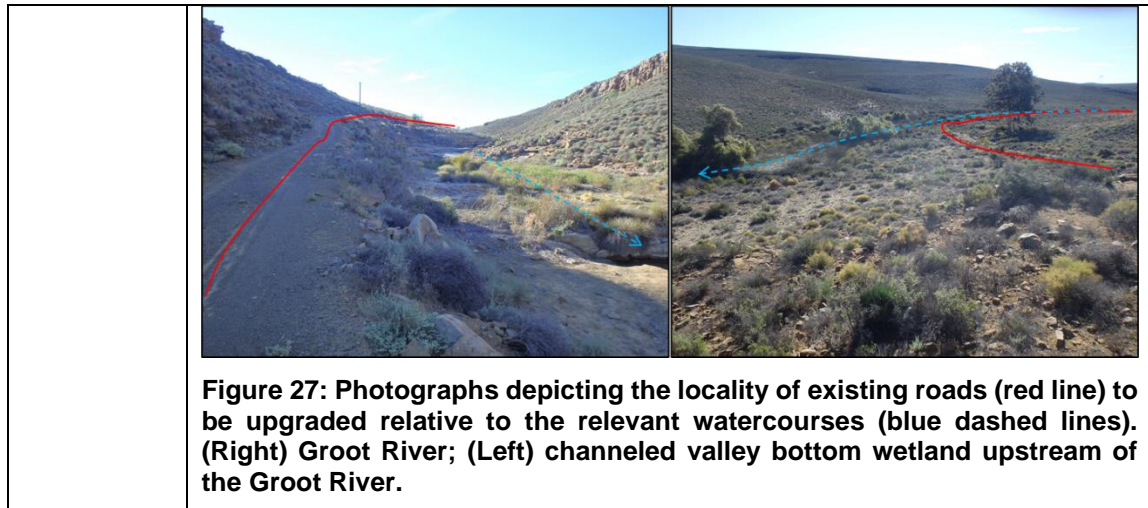 Figure 27: Photographs depicting the locality of existing roads (red line) to
be upgraded relative to the relevant watercourses (blue dashed lines).
(Right) Groot River; (Left) channeled valley bottom wetland upstream of
the Groot River.